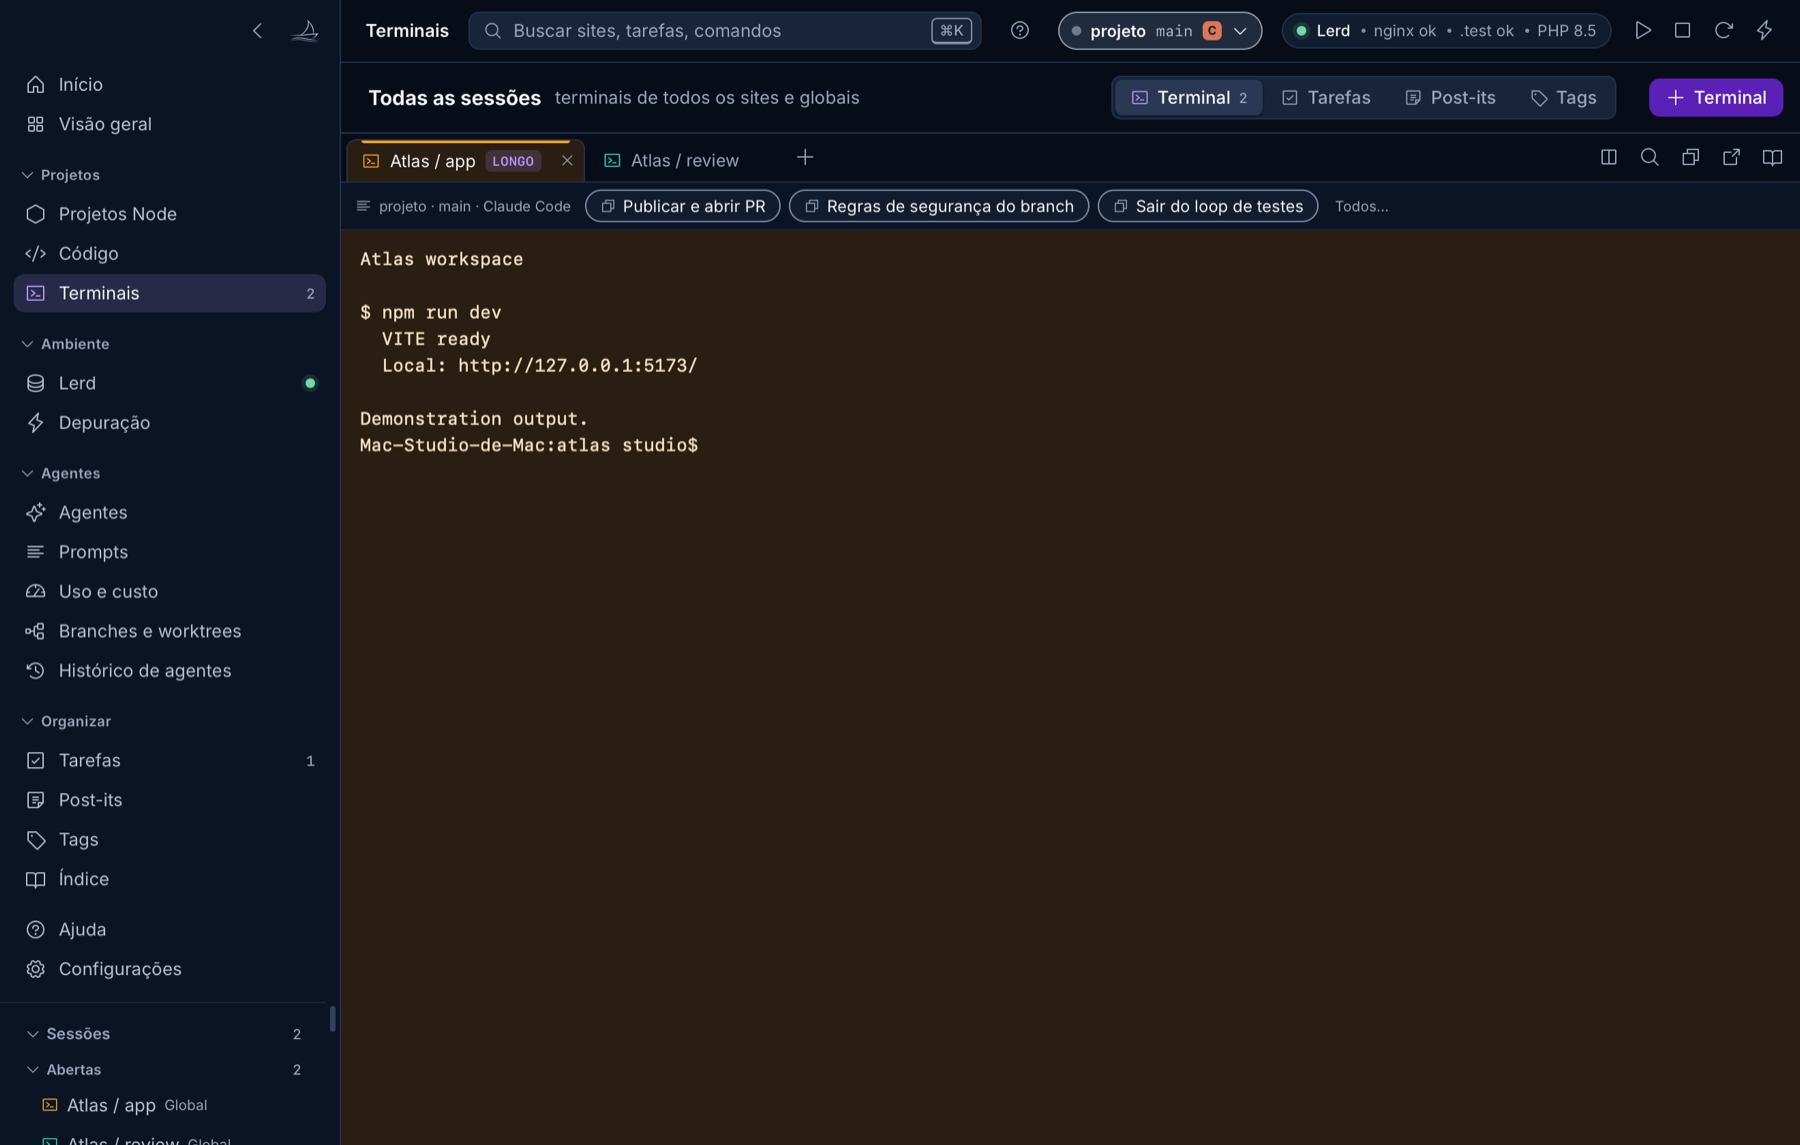 Terminais
Buscar sites, tarefas, comandos
⌘K
projeto main C
Lerd • nginx ok • .test ok • PHP 8.5
Início
Visão geral
Projetos
Projetos Node
Código
Terminais 2
Ambiente
Lerd
Depuração
Agentes
Agentes
Prompts
Uso e custo
Branches e worktrees
Histórico de agentes
Organizar
Tarefas 1
Post-its
Tags
Índice
Ajuda
Configurações
Sessões 2
Abertas 2
Atlas / app Global
Atlas / review Global
Todas as sessões terminais de todos os sites e globais
Terminal 2
Tarefas
Post-its
Tags
+ Terminal
Atlas / app LONGO
Atlas / review
projeto · main · Claude Code
Publicar e abrir PR
Regras de segurança do branch
Sair do loop de testes
Todos...
Atlas workspace
$ npm run dev
VITE ready
Local: http://127.0.0.1:5173/
Demonstration output.
Mac-Studio-de-Mac:atlas studio$